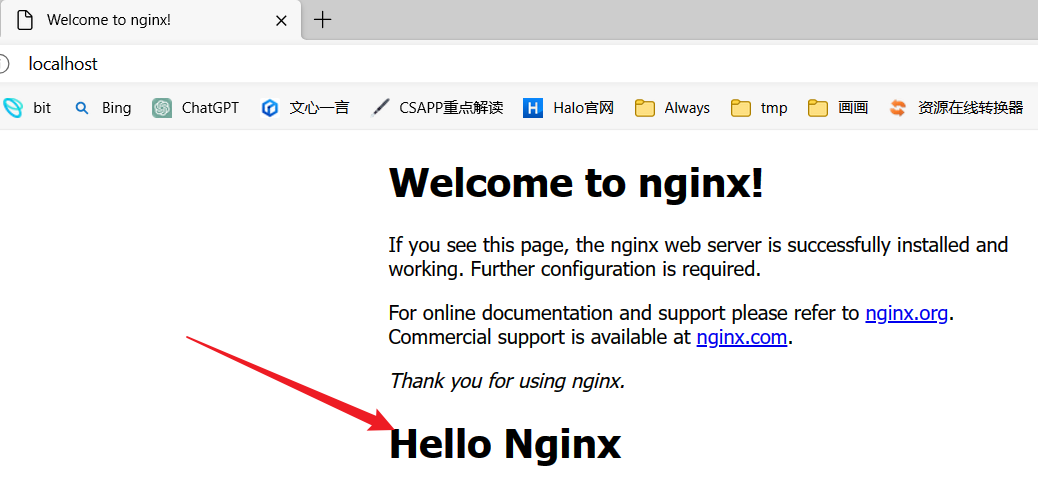 Welcome to nginx!
localhost
bit Bing ChatGPT 文心一言 CSAPP重点解读 Halo官网 Always tmp 画画 资源在线转换器
Welcome to nginx!
If you see this page, the nginx web server is successfully installed and
working. Further configuration is required.
For online documentation and support please refer to nginx.org.
Commercial support is available at nginx.com.
Thank you for using nginx.
Hello Nginx